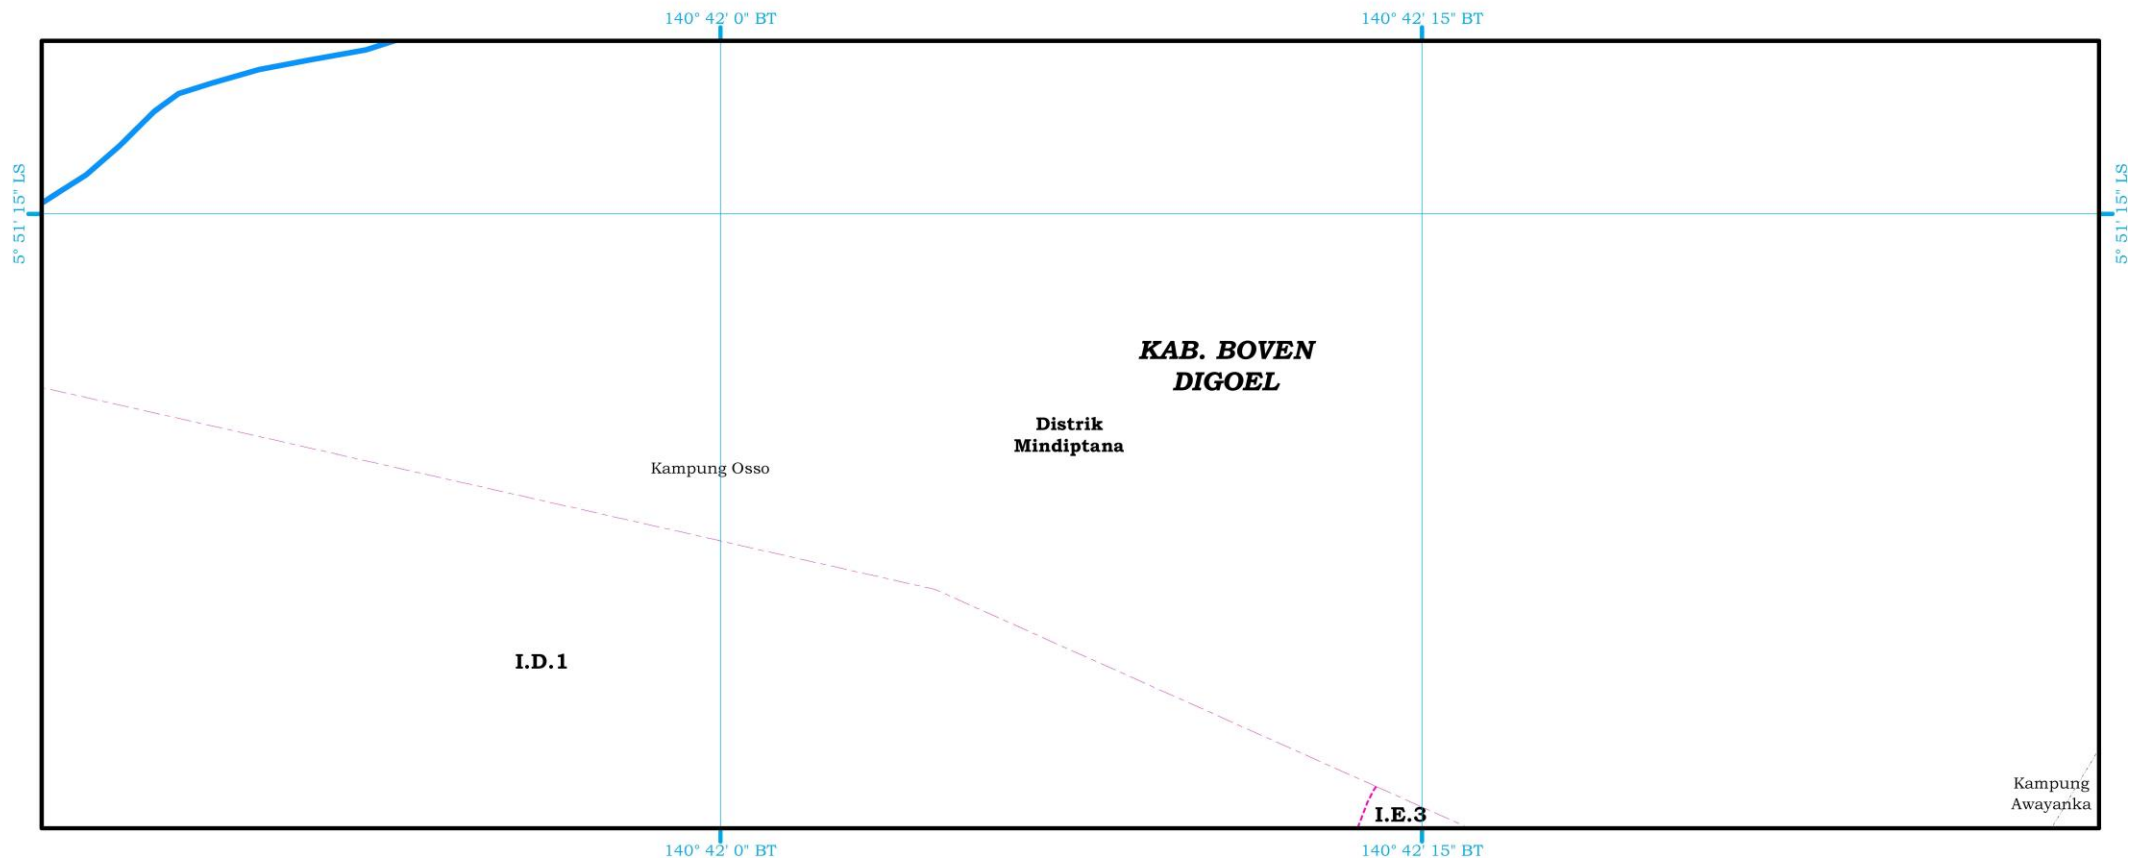 140° 42' 0" BT
140° 42' 15" BT
5° 51' 15" LS
5° 51' 15" LS
KAB. BOVEN
DIGOEL
Distrik
Mindiptana
Kampung Osso
I.D.1
Kampung
Awayanka
I.E.3
140° 42' 0" BT
140° 42' 15" BT